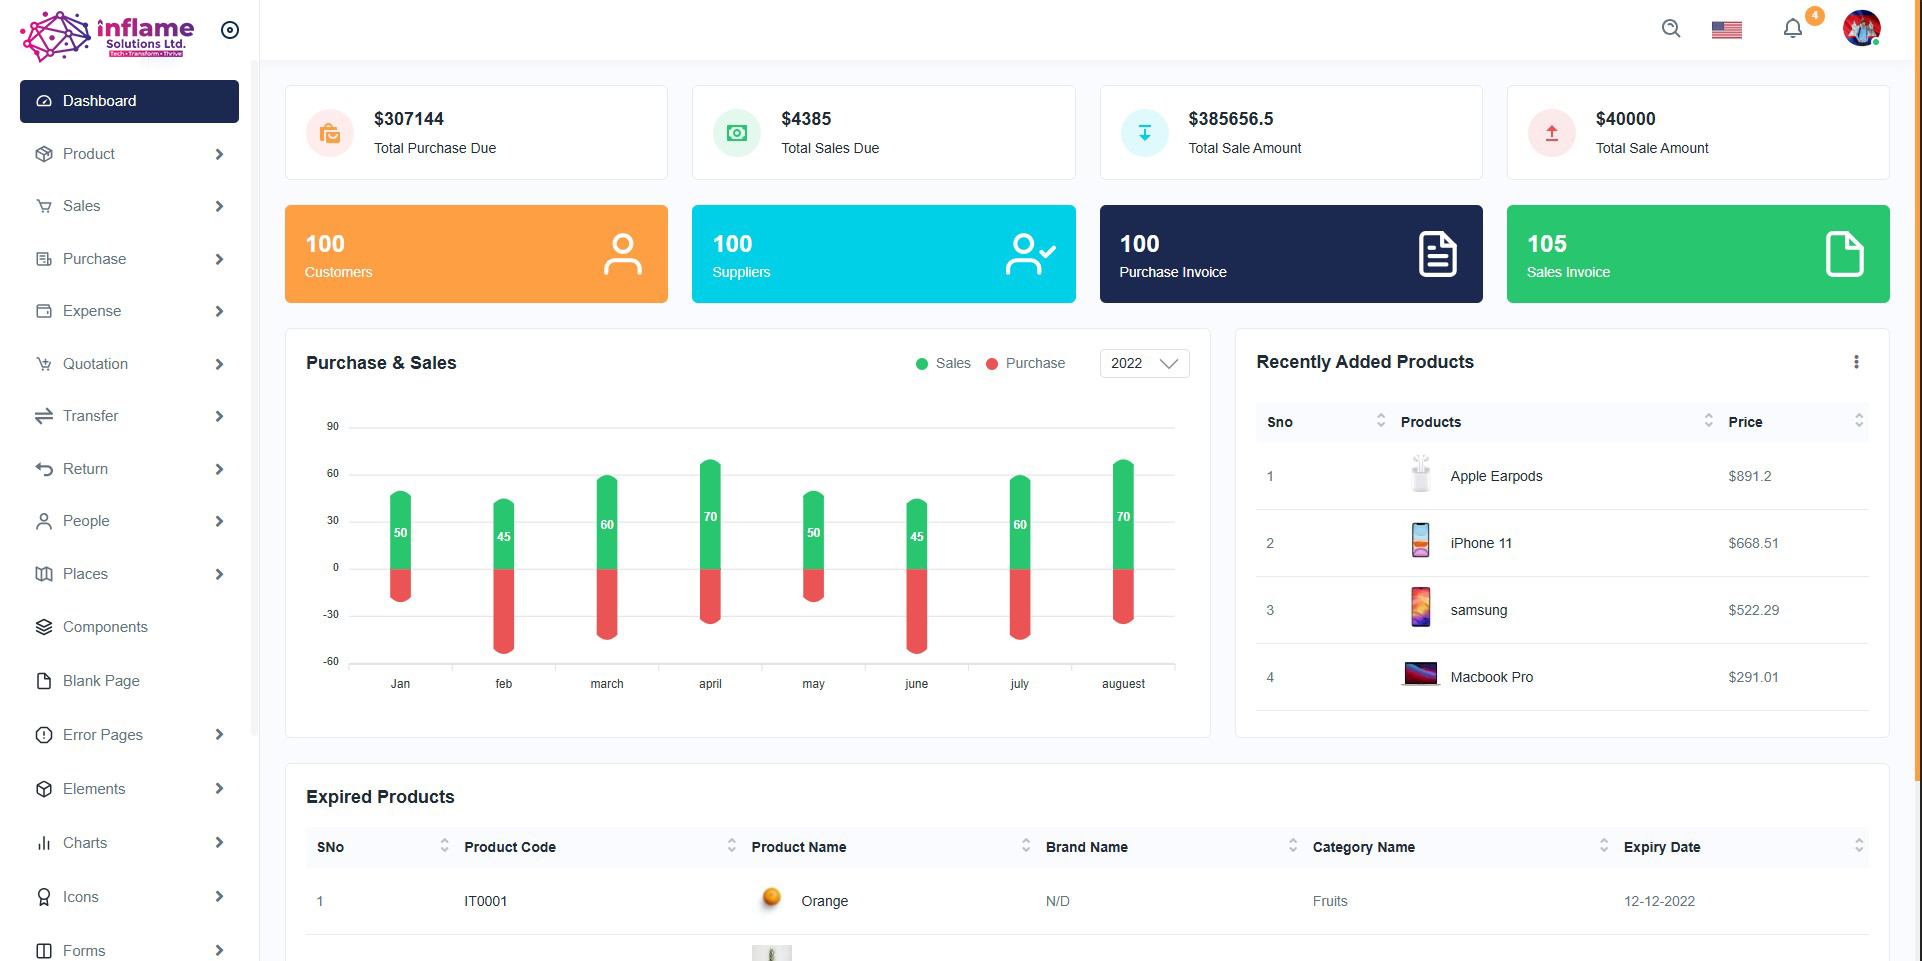 inflame
Solutions Ltd.
Tech•Transform•Thrive
4
Dashboard
Product
Sales
Purchase
Expense
Quotation
Transfer
Return
People
Places
Components
Blank Page
Error Pages
Elements
Charts
Icons
Forms
$307144
Total Purchase Due
$4385
Total Sales Due
$385656.5
Total Sale Amount
$40000
Total Sale Amount
100
Customers
100
Suppliers
100
Purchase Invoice
105
Sales Invoice
Purchase & Sales
Sales Purchase 2022
90
60
30
0
-30
-60
50 45 60 70 50 45 60 70
Jan feb march april may june july auguest
Recently Added Products
Sno Products Price
1 Apple Earpods $891.2
2 iPhone 11 $668.51
3 samsung $522.29
4 Macbook Pro $291.01
Expired Products
SNo Product Code Product Name Brand Name Category Name Expiry Date
1 IT0001 Orange N/D Fruits 12-12-2022